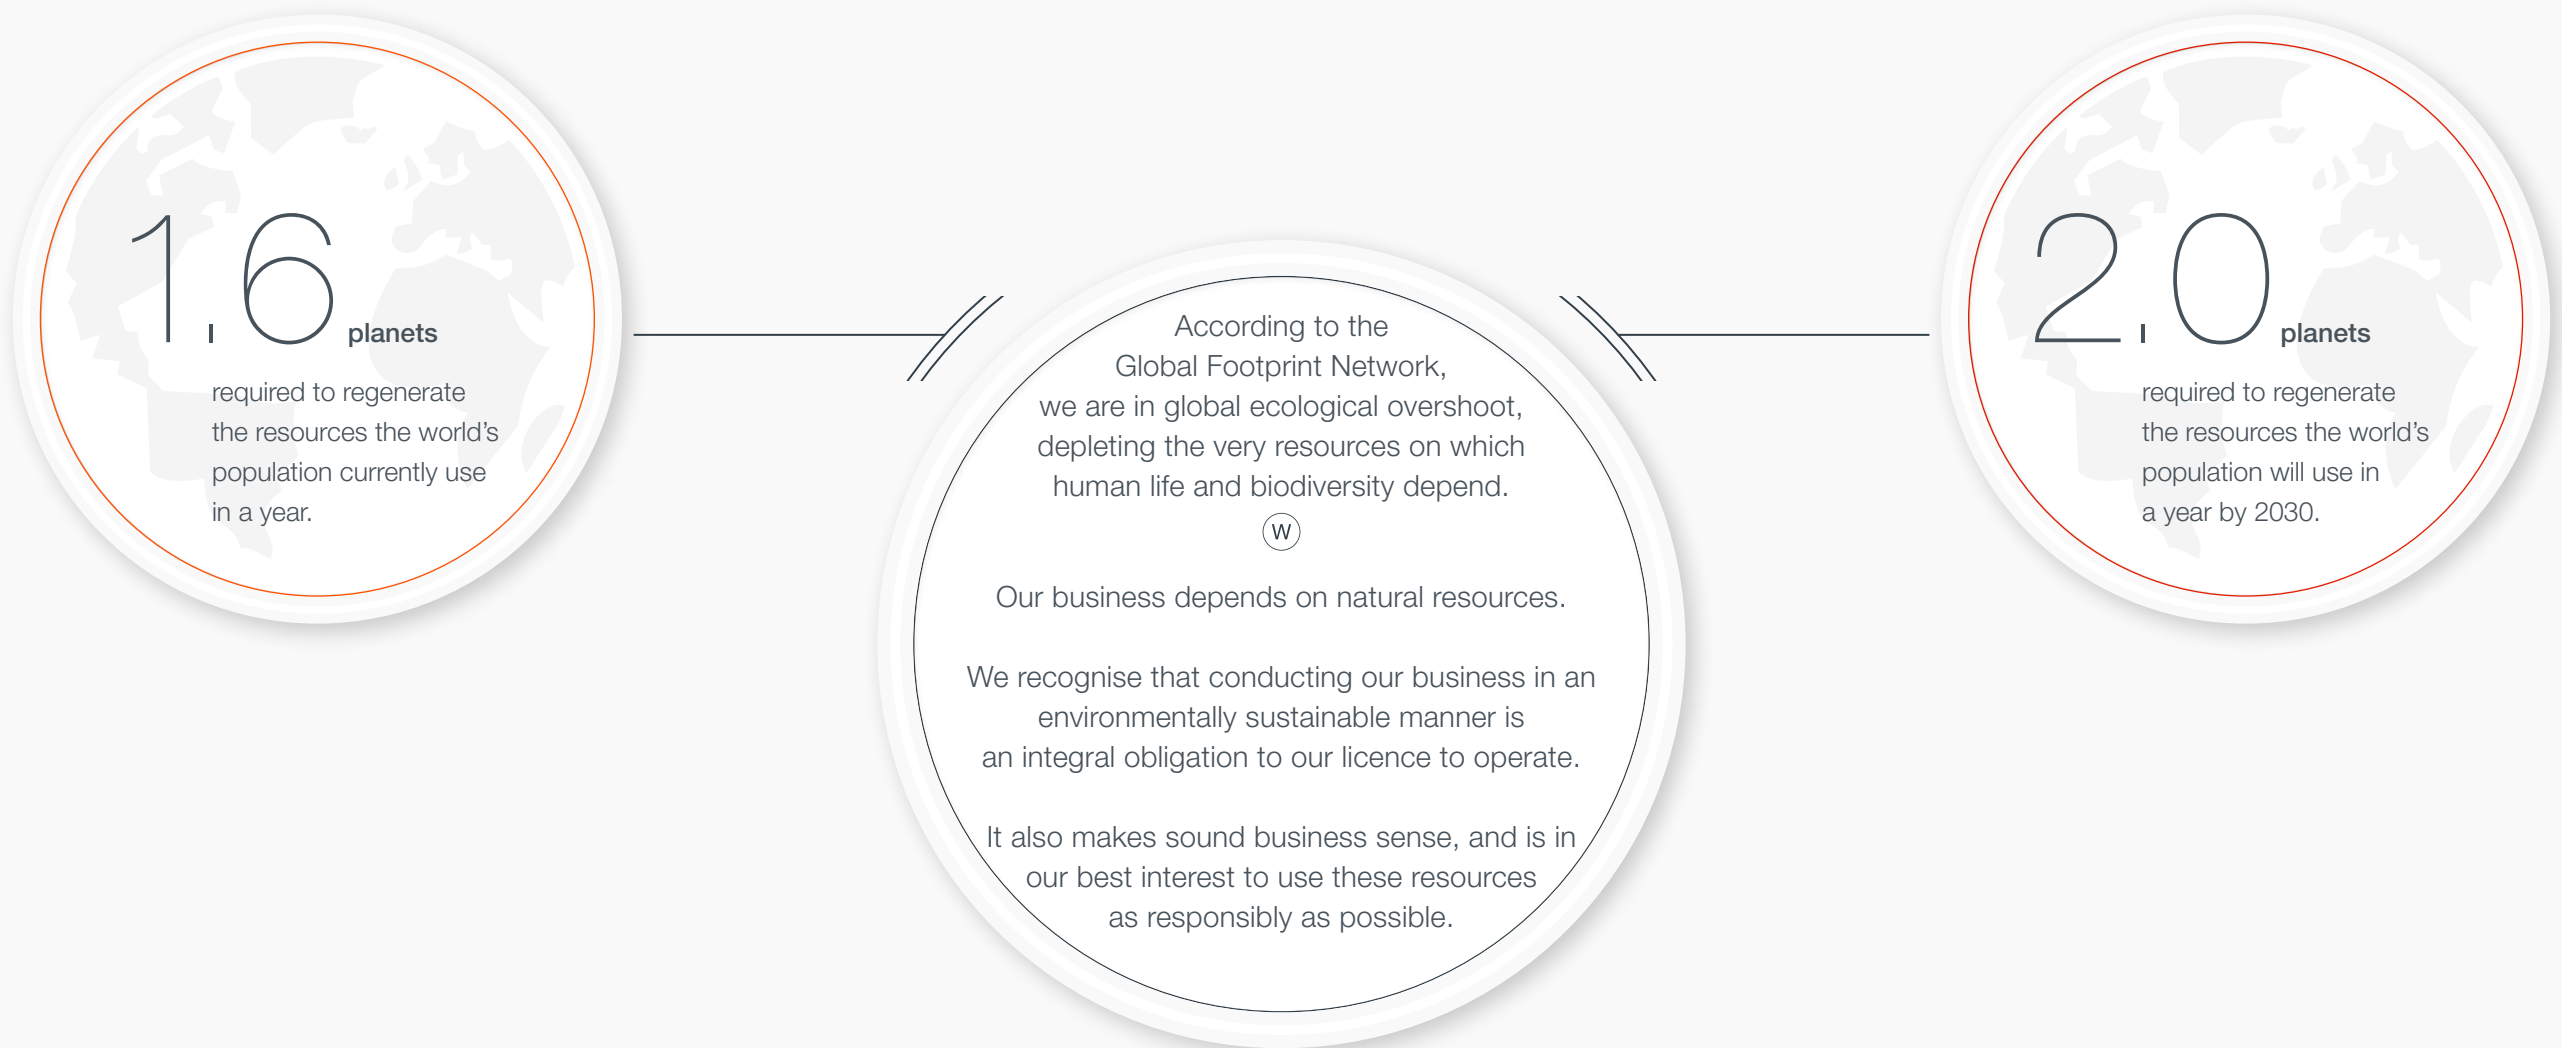 1.6 planets
required to regenerate
the resources the world’s
population currently use
in a year.
According to the
Global Footprint Network,
we are in global ecological overshoot,
depleting the very resources on which
human life and biodiversity depend.
W
Our business depends on natural resources.
We recognise that conducting our business in an
environmentally sustainable manner is
an integral obligation to our licence to operate.
It also makes sound business sense, and is in
our best interest to use these resources
as responsibly as possible.
2.0 planets
required to regenerate
the resources the world’s
population will use in
a year by 2030.